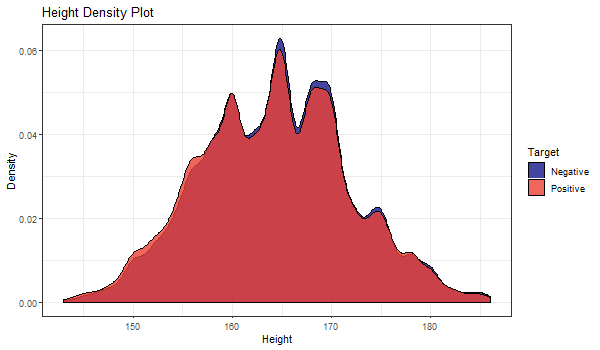 Height Density Plot
0.06
0.04
0.02
0.00
Density
150 160 170 180
Height
Target
Negative
Positive